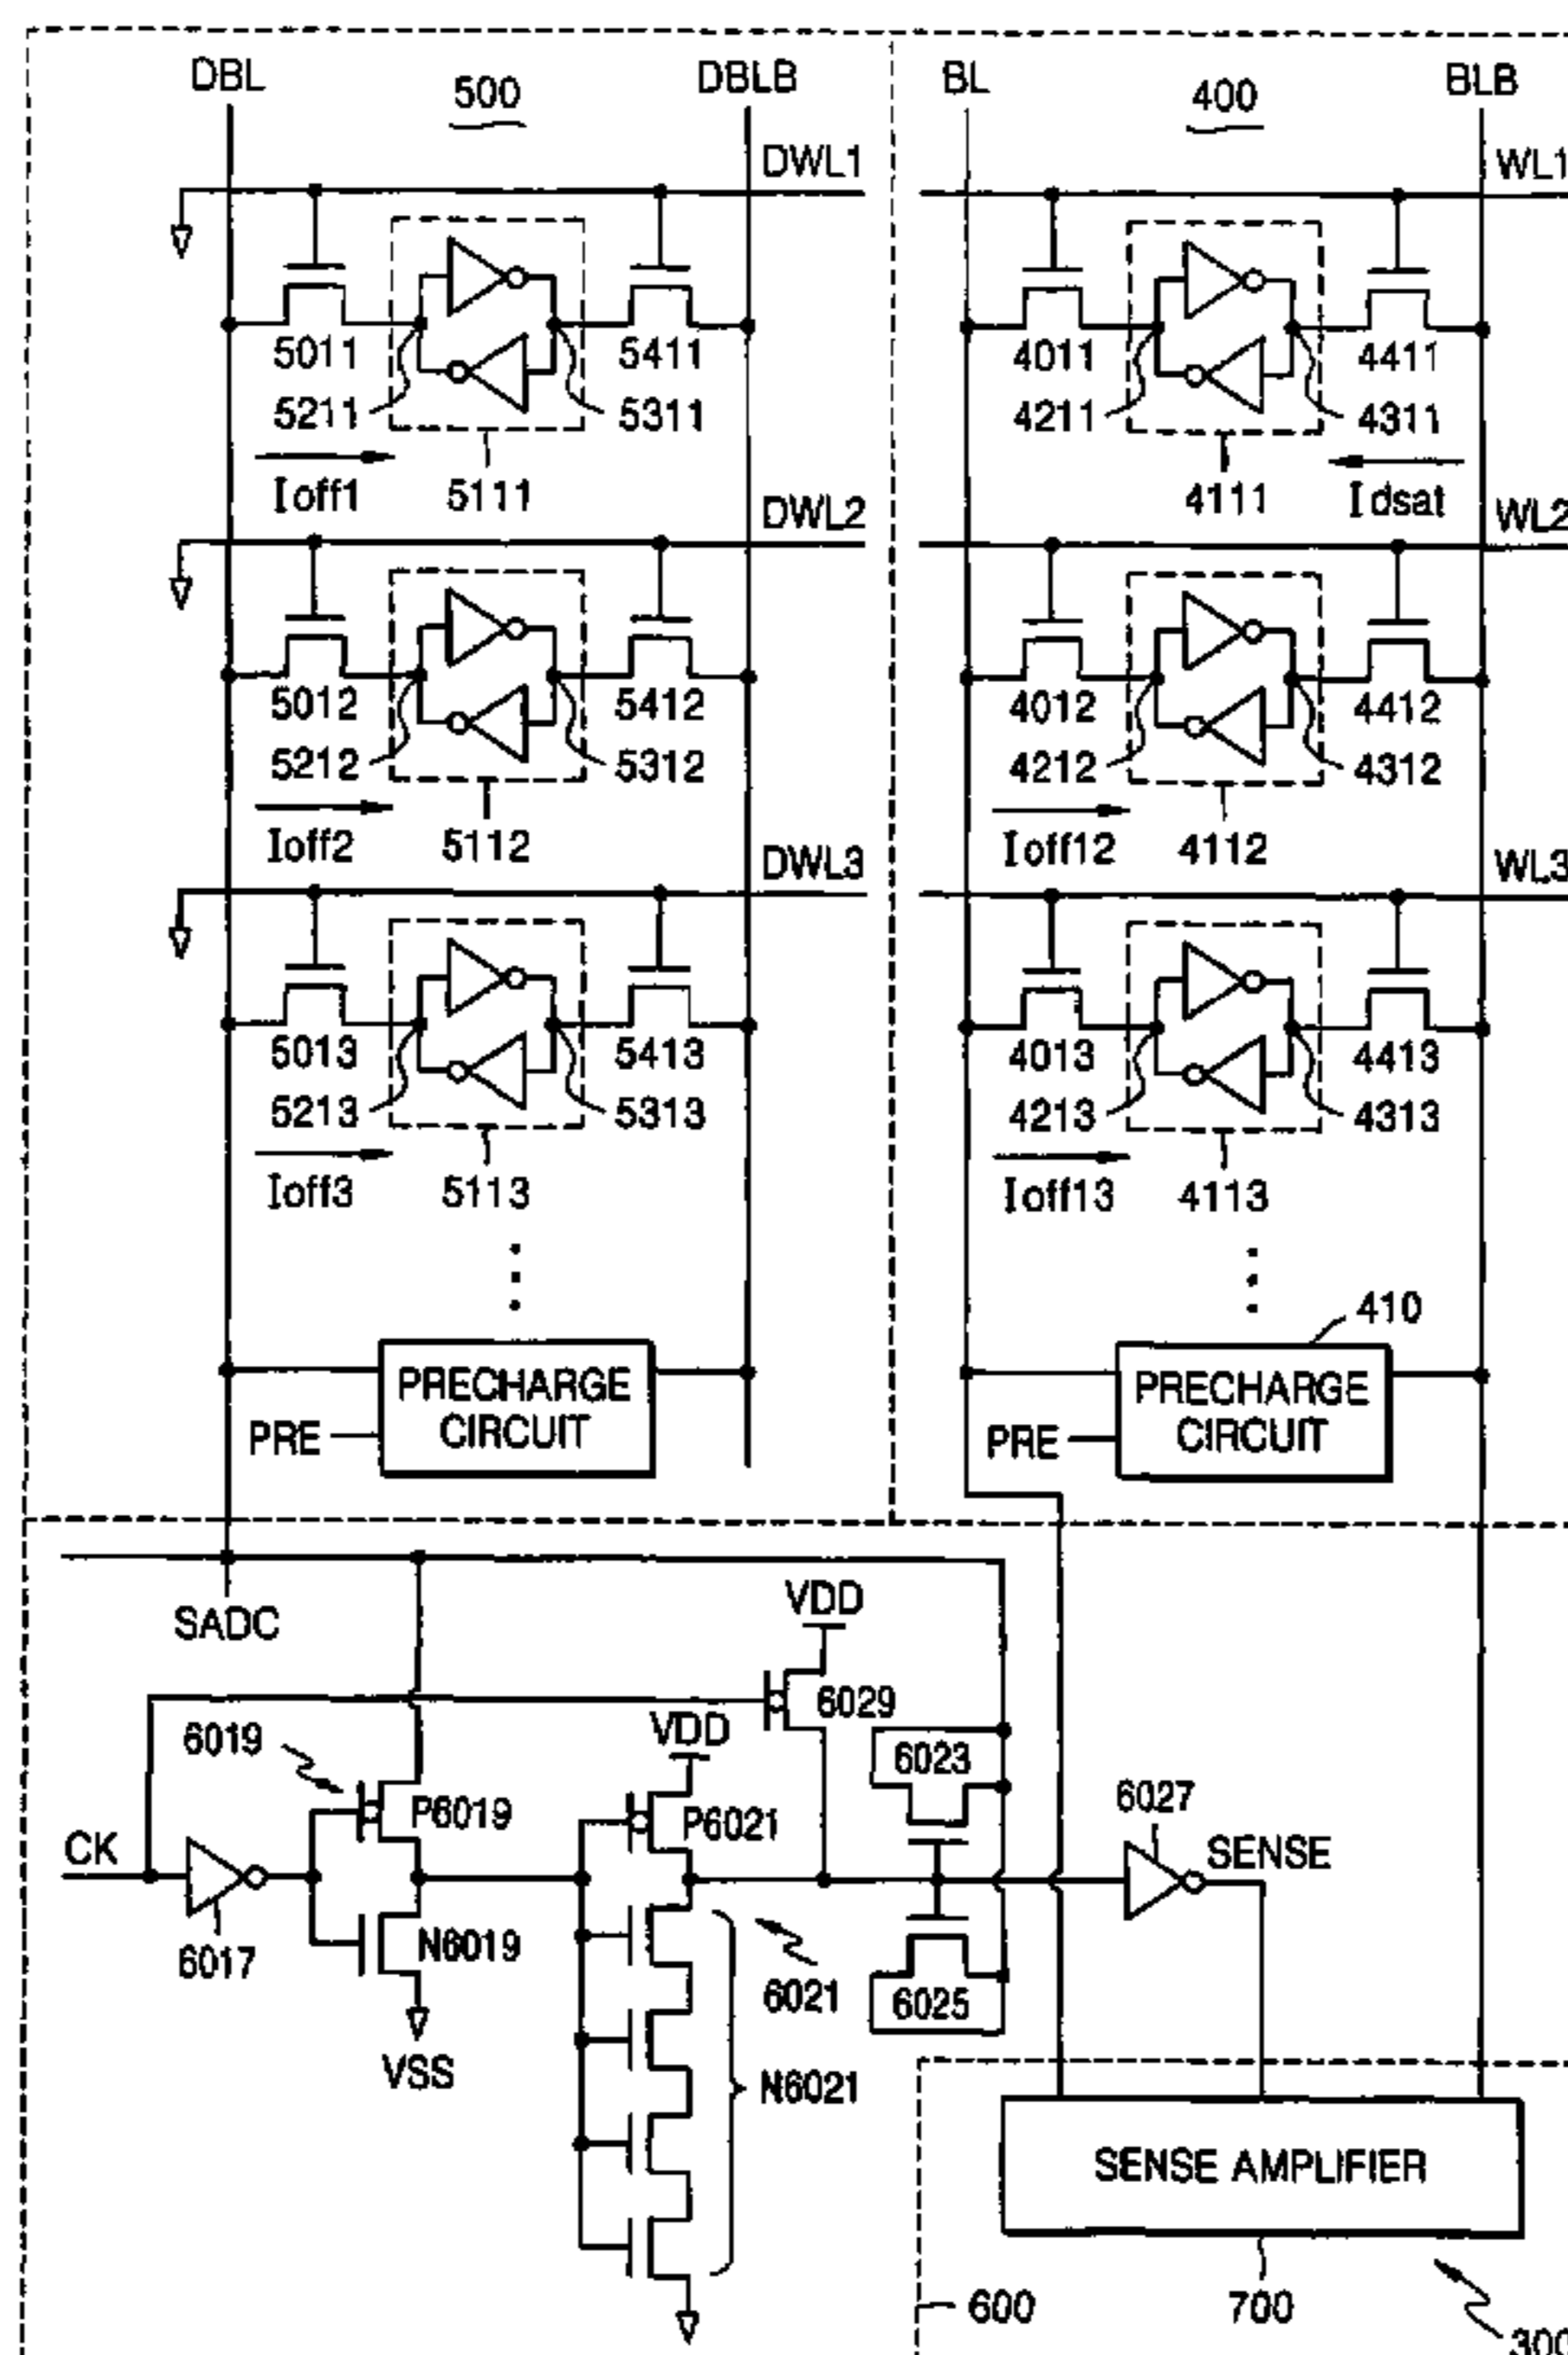 DBL 500 DBLB BL 400 BLB
DWL1 WL1
5011 5411 4011 4411
5211 5311 4211 4311
Ioff1 5111 4111 Idsat
DWL2 WL2
5012 5412 4012 4412
5212 5312 4212 4312
Ioff2 5112 Ioff12 4112
DWL3 WL3
5013 5413 4013 4413
5213 5313 4213 4313
Ioff3 5113 Ioff13 4113
410
PRECHARGE CIRCUIT PRECHARGE CIRCUIT
PRE PRE
SADC VDD
6029
6019 VDD 6023
P6019 P6021 6027
CK SENSE
6017 N6019 6021 6025
VSS N6021
SENSE AMPLIFIER
600 700
300